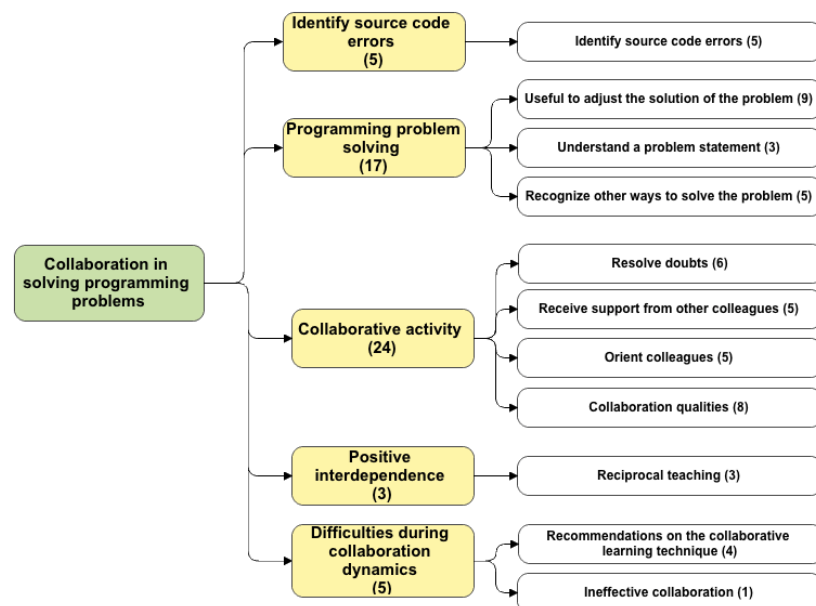 Identify source code
errors
(5)
Identify source code errors (5)
Programming problem
solving
(17)
Useful to adjust the solution of the problem (9)
Understand a problem statement (3)
Recognize other ways to solve the problem (5)
Collaboration in
solving programming
problems
Collaborative activity
(24)
Resolve doubts (6)
Receive support from other colleagues (5)
Orient colleagues (5)
Collaboration qualities (8)
Positive
interdependence
(3)
Reciprocal teaching (3)
Difficulties during
collaboration
dynamics
(5)
Recommendations on the collaborative
learning technique (4)
Ineffective collaboration (1)